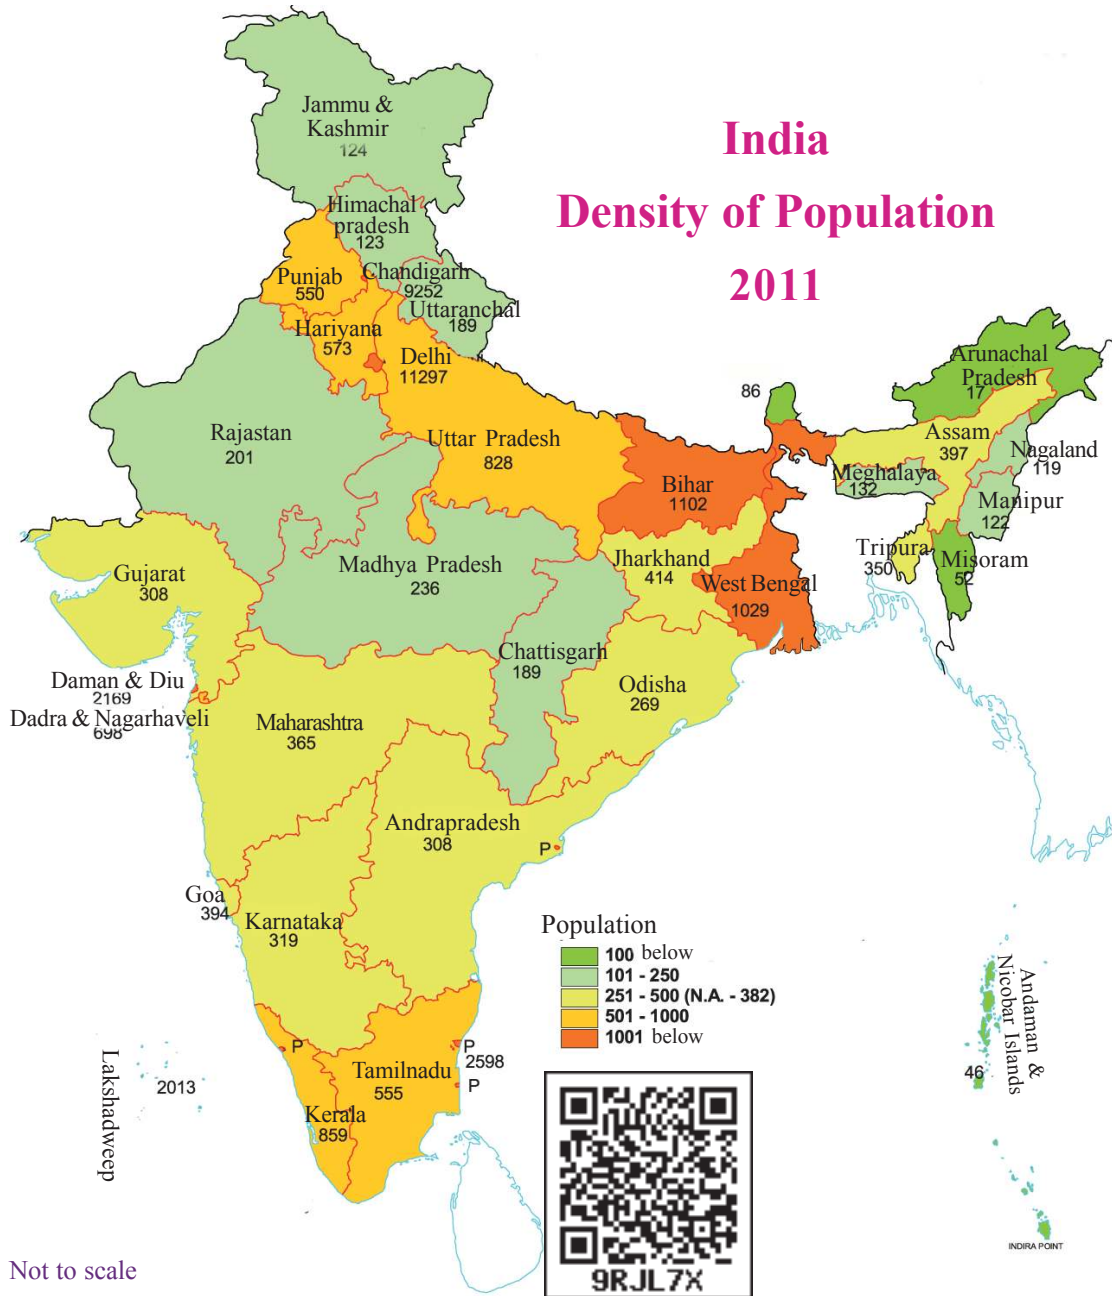 India
Density of Population
2011
Jammu &
Kashmir
124
Himachal
pradesh
123
Punjab
550
Chandigarh
9252
Uttaranchal
189
Hariyana
573
Delhi
11297
Rajastan
201
Uttar Pradesh
828
86
Arunachal
Pradesh
17
Assam
397
Nagaland
119
Meghalaya
132
Manipur
122
Bihar
1102
Tripura
350
Misoram
52
Gujarat
308
Madhya Pradesh
236
Jharkhand
414
West Bengal
1029
Chattisgarh
189
Odisha
269
Daman & Diu
2169
Dadra & Nagarhaveli
698
Maharashtra
365
Andrapradesh
308
P
Goa
394
Karnataka
319
Population
100 below
101 - 250
251 - 500 (N.A. - 382)
501 - 1000
1001 below
Andaman &
Nicobar Islands
46
Lakshadweep
2013
P
P
2598
P
Tamilnadu
555
Kerala
859
INDIRA POINT
9RJL7X
Not to scale